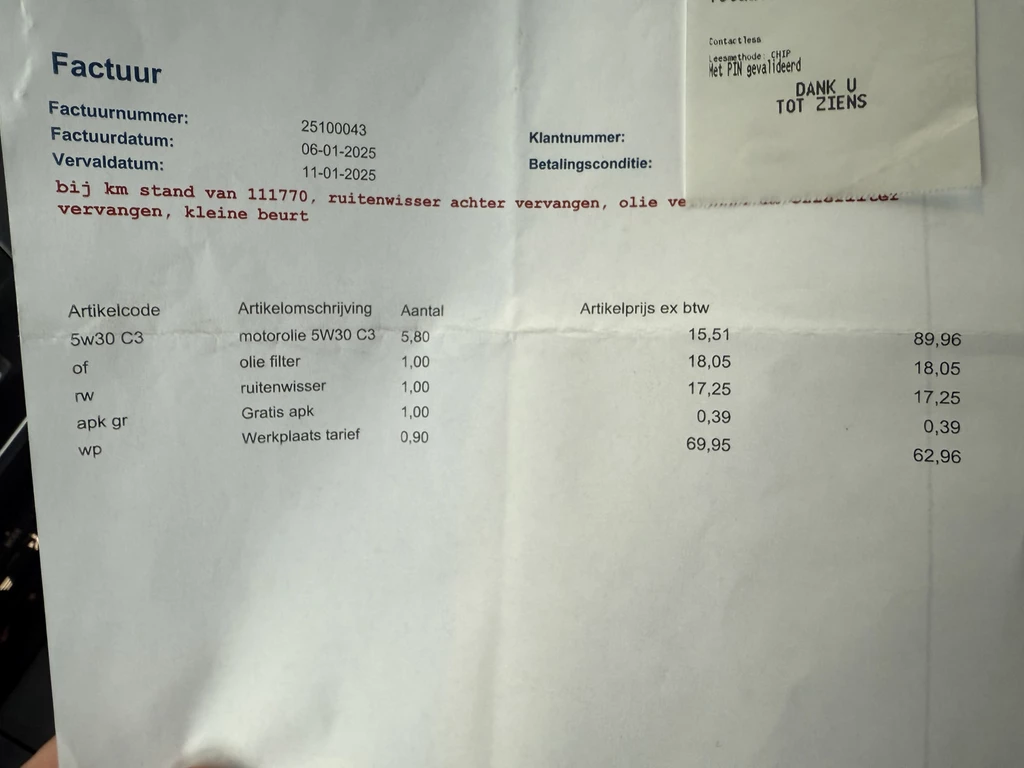 Contactless
Leesmethode: CHIP
Met PIN gevalideerd
DANK U
TOT ZIENS
Factuur
Factuurnummer: 25100043
Factuurdatum: 06-01-2025
Vervaldatum: 11-01-2025
Klantnummer:
Betalingsconditie:
bij km stand van 111770, ruitenwisser achter vervangen, olie ve
vervangen, kleine beurt
Artikelcode Artikelomschrijving Aantal Artikelprijs ex btw
5w30 C3 motorolie 5W30 C3 5,80 15,51 89,96
of olie filter 1,00 18,05 18,05
rw ruitenwisser 1,00 17,25 17,25
apk gr Gratis apk 1,00 0,39 0,39
wp Werkplaats tarief 0,90 69,95 62,96